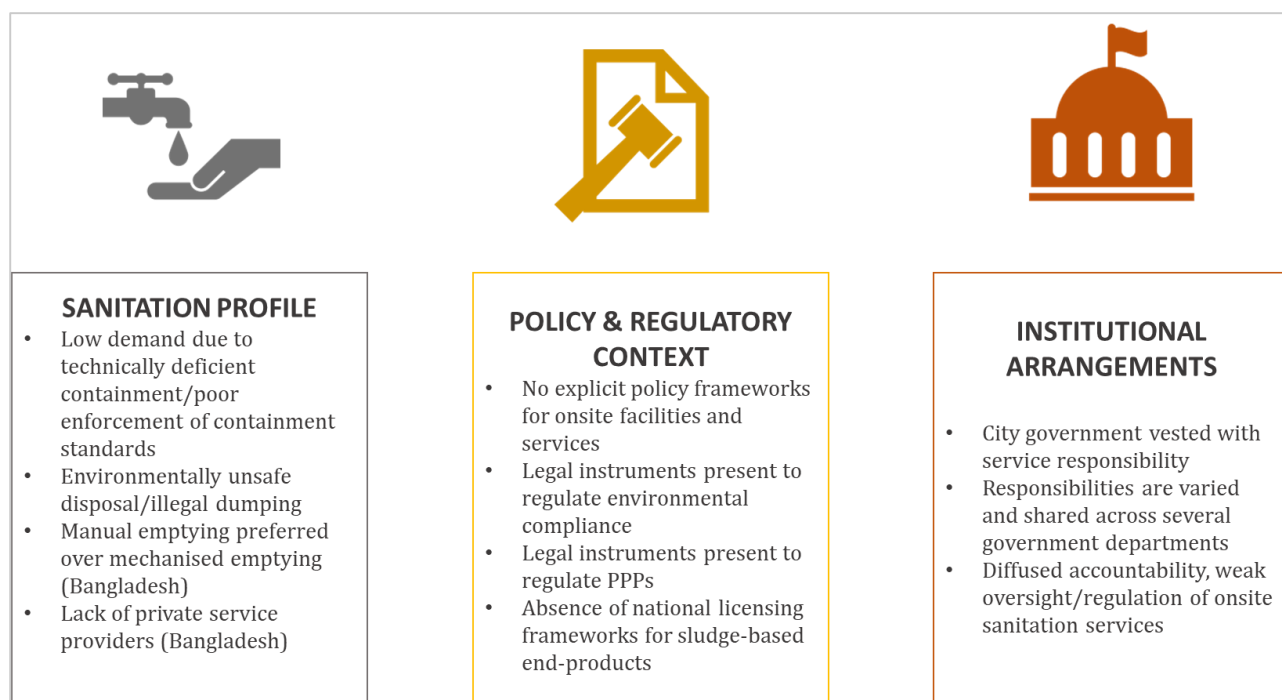 SANITATION PROFILE
• Low demand due to
technically deficient
containment/poor
enforcement of containment
standards
• Environmentally unsafe
disposal/illegal dumping
• Manual emptying preferred
over mechanised emptying
(Bangladesh)
• Lack of private service
providers (Bangladesh)
POLICY & REGULATORY
CONTEXT
• No explicit policy frameworks
for onsite facilities and
services
• Legal instruments present to
regulate environmental
compliance
• Legal instruments present to
regulate PPPs
• Absence of national licensing
frameworks for sludge-based
end-products
INSTITUTIONAL
ARRANGEMENTS
• City government vested with
service responsibility
• Responsibilities are varied
and shared across several
government departments
• Diffused accountability, weak
oversight/regulation of onsite
sanitation services